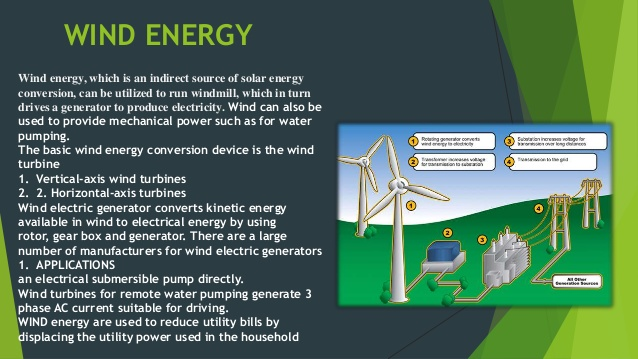 WIND ENERGY
Wind energy, which is an indirect source of solar energy
conversion, can be utilized to run windmill, which in turn
drives a generator to produce electricity. Wind can also be
used to provide mechanical power such as for water
pumping.
The basic wind energy conversion device is the wind
turbine
1. Vertical-axis wind turbines
2. 2. Horizontal-axis turbines
Wind electric generator converts kinetic energy
available in wind to electrical energy by using
rotor, gear box and generator. There are a large
number of manufacturers for wind electric generators
1. APPLICATIONS
an electrical submersible pump directly.
Wind turbines for remote water pumping generate 3
phase AC current suitable for driving.
WIND energy are used to reduce utility bills by
displacing the utility power used in the household
1 Rotating generator converts
wind energy to electricity
2 Transformer increases voltage
for transmission to substation
3 Substation increases voltage for
transmission over long distances
4 Transmission to the grid
1
2
3
4
All Other
Generation Sources